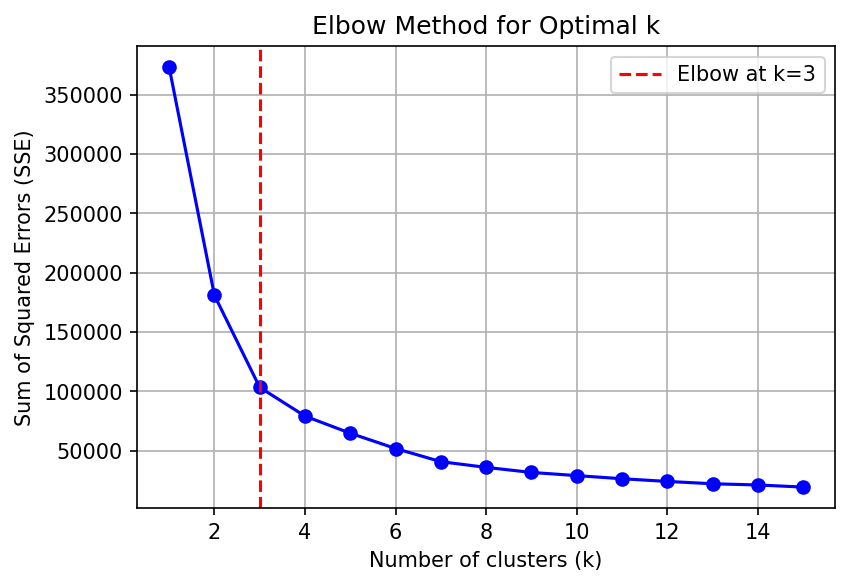 Elbow Method for Optimal k
Elbow at k=3
Sum of Squared Errors (SSE)
350000
300000
250000
200000
150000
100000
50000
2 4 6 8 10 12 14
Number of clusters (k)